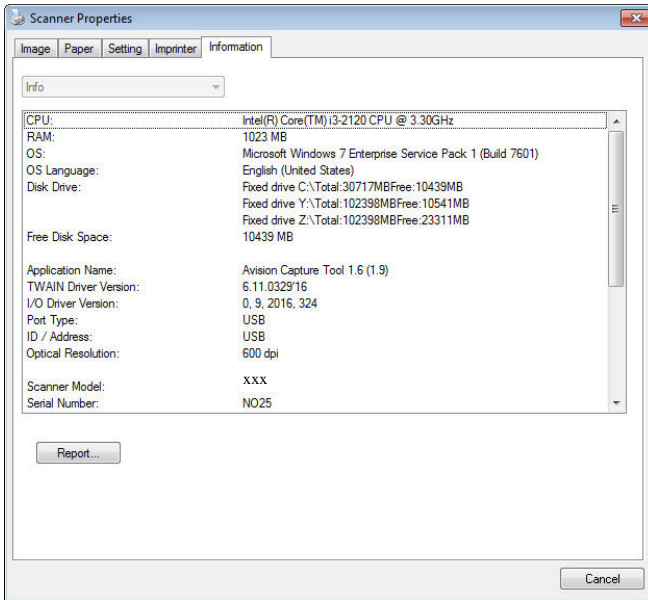 Scanner Properties
Image Paper Setting Imprinter Information
Info
CPU: Intel(R) Core(TM) i3-2120 CPU @ 3.30GHz
RAM: 1023 MB
OS: Microsoft Windows 7 Enterprise Service Pack 1 (Build 7601)
OS Language: English (United States)
Disk Drive: Fixed drive C:\Total:30717MBFree:10439MB
Fixed drive Y:\Total:102398MBFree:10541MB
Fixed drive Z:\Total:102398MBFree:23311MB
Free Disk Space: 10439 MB
Application Name: Avision Capture Tool 1.6 (1.9)
TWAIN Driver Version: 6.11.0329'16
I/O Driver Version: 0, 9, 2016, 324
Port Type: USB
ID / Address: USB
Optical Resolution: 600 dpi
Scanner Model: xxx
Serial Number: NO25
Report...
Cancel